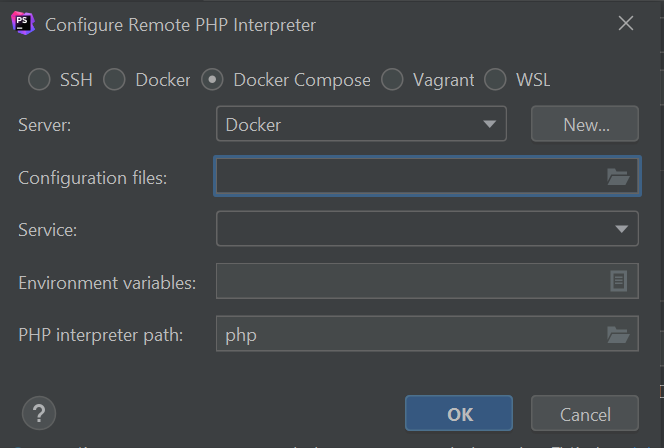 PS
Configure Remote PHP Interpreter
SSH Docker Docker Compose Vagrant WSL
Server: Docker New...
Configuration files:
Service:
Environment variables:
PHP interpreter path: php
? OK Cancel